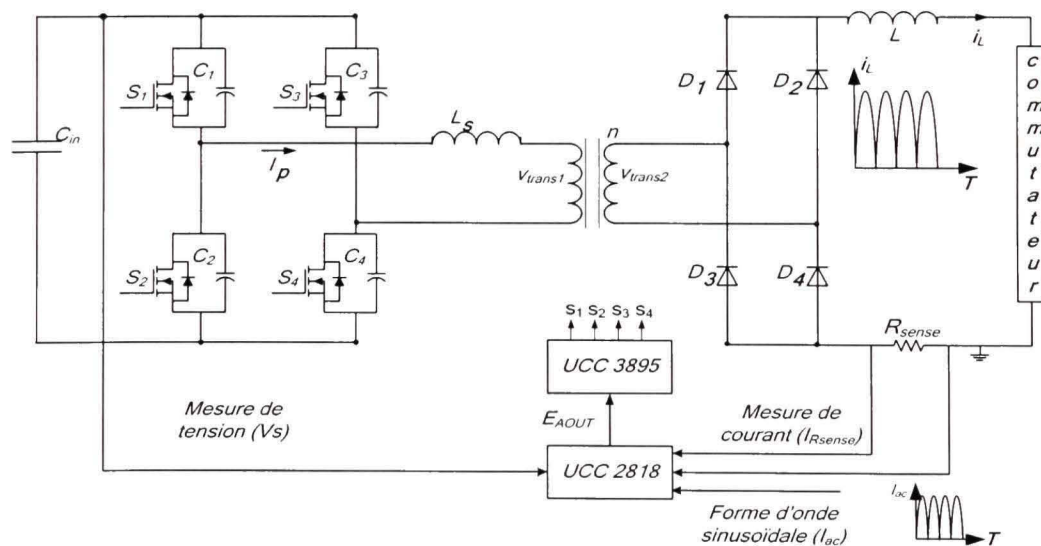 C1
C3
L
iL
S1
S3
D1
D2
iL
Cin
LS
n
Ip
vtrans1
vtrans2
T
C2
C4
S2
S4
D3
D4
commutateur
s1 s2 s3 s4
Rsense
UCC 3895
Mesure de
tension (Vs)
EAOUT
Mesure de
courant (IRsense)
UCC 2818
Forme d'onde
sinusoïdale (Iac)
Iac
T